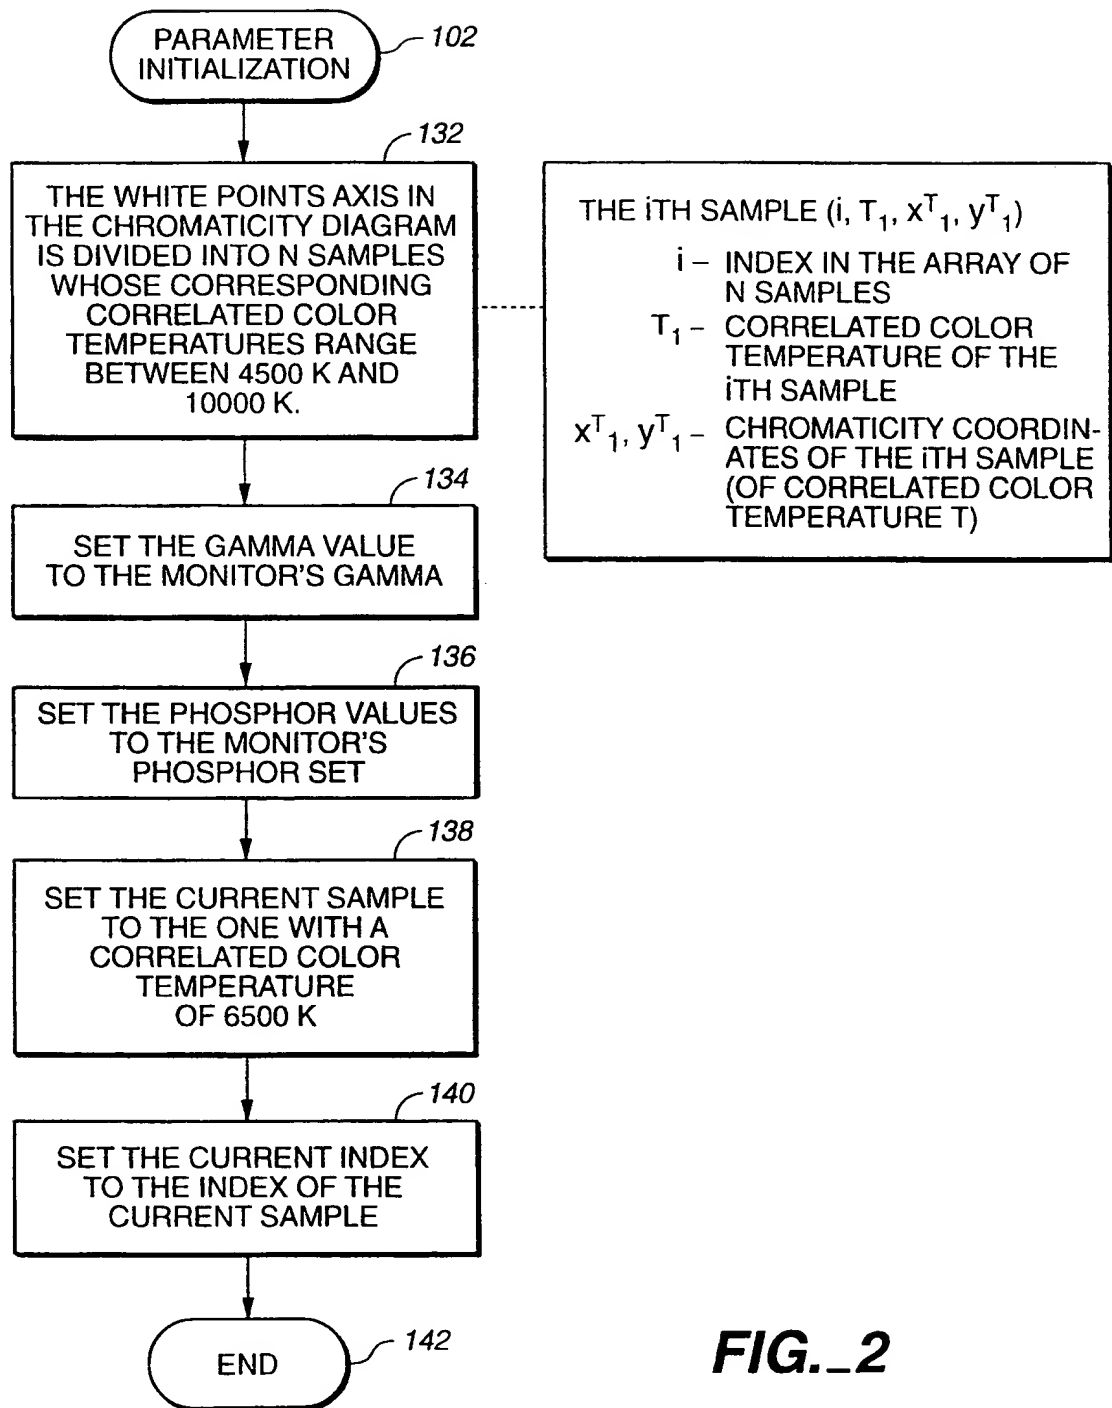 PARAMETER
INITIALIZATION
102
132
THE WHITE POINTS AXIS IN
THE CHROMATICITY DIAGRAM
IS DIVIDED INTO N SAMPLES
WHOSE CORRESPONDING
CORRELATED COLOR
TEMPERATURES RANGE
BETWEEN 4500 K AND
10000 K.
THE iTH SAMPLE (i, T₁, xᵀ₁, yᵀ₁)
i – INDEX IN THE ARRAY OF
N SAMPLES
T₁ – CORRELATED COLOR
TEMPERATURE OF THE
iTH SAMPLE
xᵀ₁, yᵀ₁ – CHROMATICITY COORDIN-
ATES OF THE iTH SAMPLE
(OF CORRELATED COLOR
TEMPERATURE T)
134
SET THE GAMMA VALUE
TO THE MONITOR'S GAMMA
136
SET THE PHOSPHOR VALUES
TO THE MONITOR'S
PHOSPHOR SET
138
SET THE CURRENT SAMPLE
TO THE ONE WITH A
CORRELATED COLOR
TEMPERATURE
OF 6500 K
140
SET THE CURRENT INDEX
TO THE INDEX OF THE
CURRENT SAMPLE
END
142
FIG._2